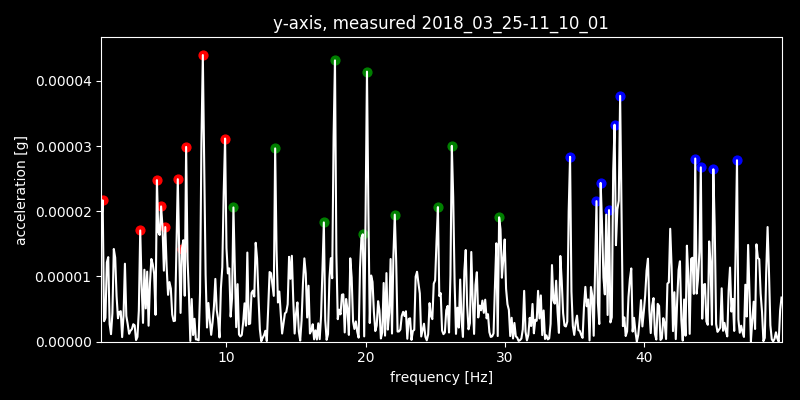 y-axis, measured 2018_03_25-11_10_01
acceleration [g]
0.00004
0.00003
0.00002
0.00001
0.00000
10 20 30 40
frequency [Hz]